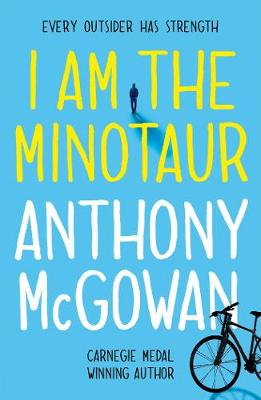 EVERY OUTSIDER HAS STRENGTH
I AM THE
MINOTAUR
ANTHONY
McGOWAN
CARNEGIE MEDAL
WINNING AUTHOR